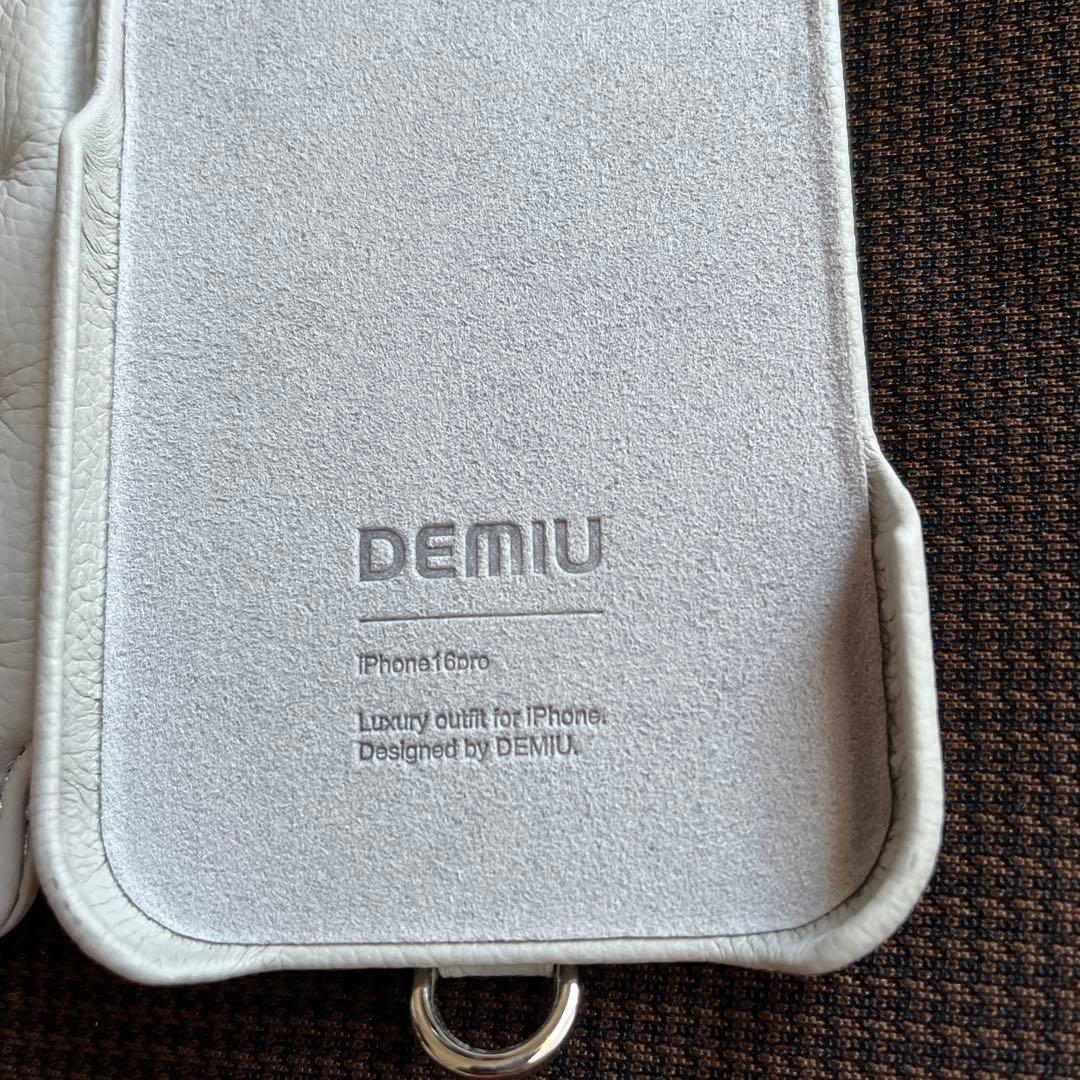 DEMIU
iPhone16pro
Luxury outfit for iPhone.
Designed by DEMIU.